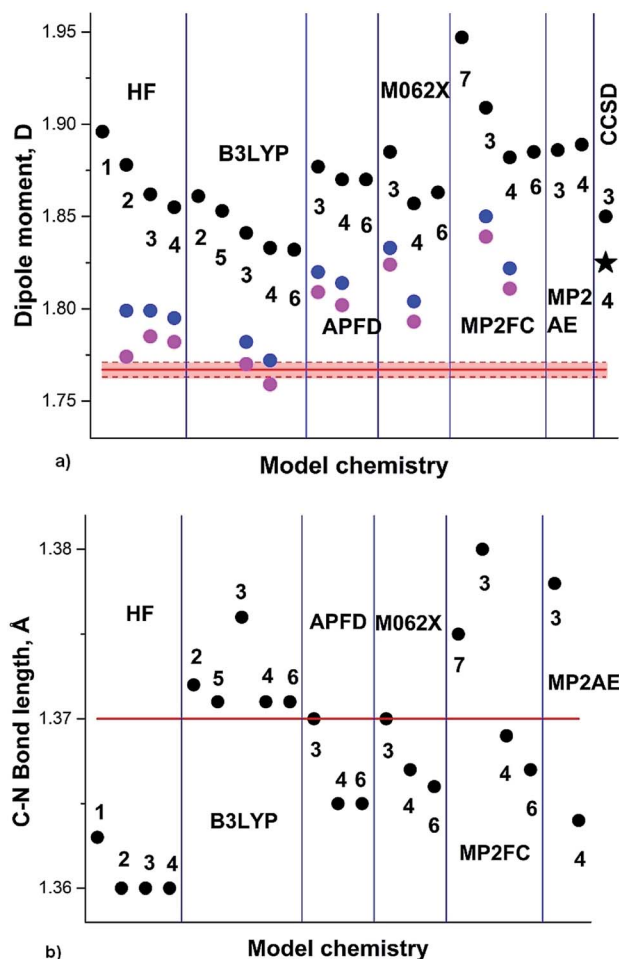 1.95
1.90
1.85
1.80
1.75
Dipole moment, D
HF
B3LYP
APFD
M062X
MP2FC
MP2
AE
CCSD
1
2
3
4
2
5
3
4
6
3
4
6
3
4
6
7
3
4
6
3
4
3
4
a)
Model chemistry
1.38
1.37
1.36
C-N Bond length, Å
HF
B3LYP
APFD
M062X
MP2FC
MP2AE
1
2
3
4
2
5
3
4
6
3
4
6
3
4
6
7
3
4
6
3
4
b)
Model chemistry